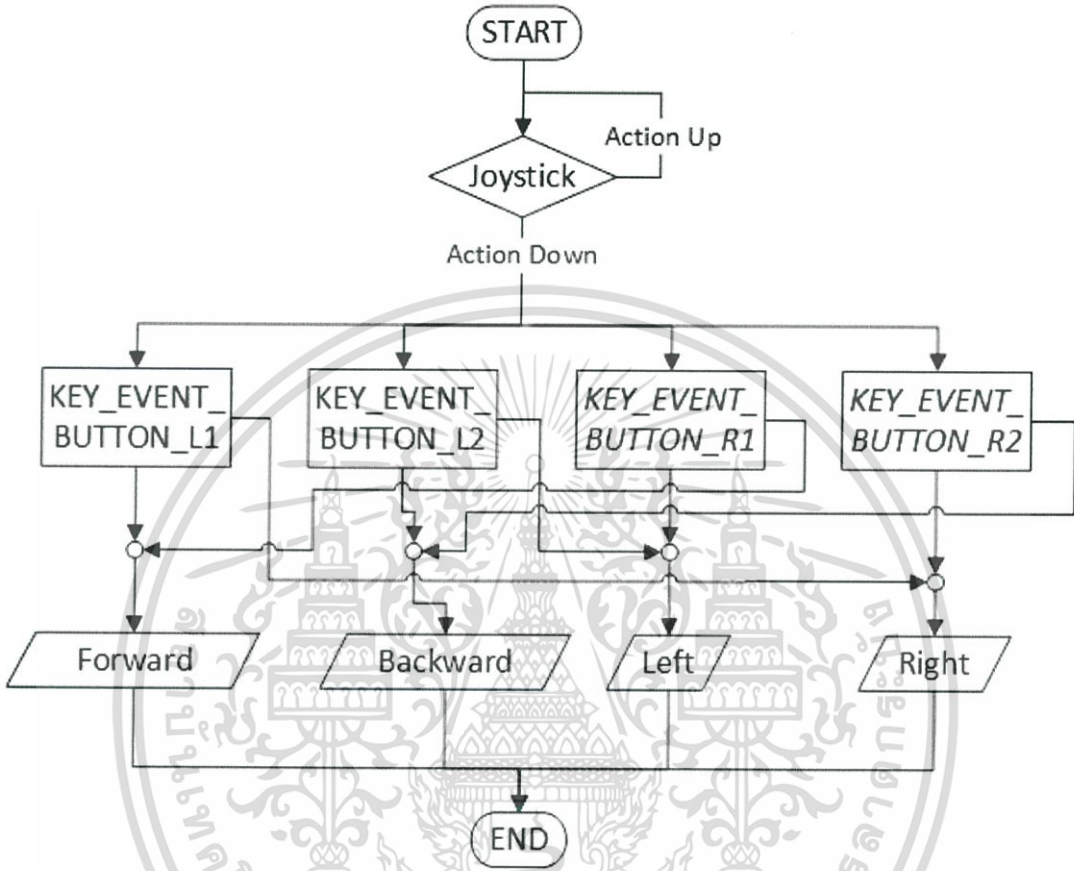 START
Action Up
Joystick
Action Down
KEY_EVENT_
BUTTON_L1
KEY_EVENT_
BUTTON_L2
KEY_EVENT_
BUTTON_R1
KEY_EVENT_
BUTTON_R2
Forward
Backward
Left
Right
END